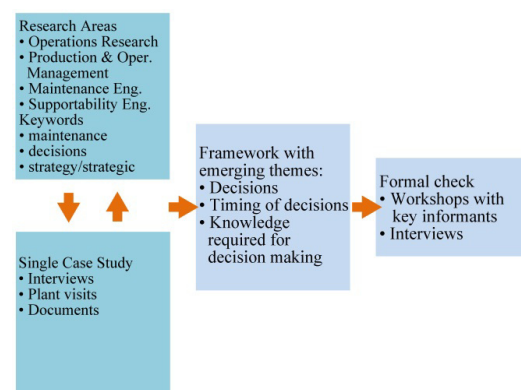 Research Areas
• Operations Research
• Production & Oper.
Management
• Maintenance Eng.
• Supportability Eng.
Keywords
• maintenance
• decisions
• strategy/strategic
Single Case Study
• Interviews
• Plant visits
• Documents
Framework with
emerging themes:
• Decisions
• Timing of decisions
• Knowledge
required for
decision making
Formal check
• Workshops with
key informants
• Interviews